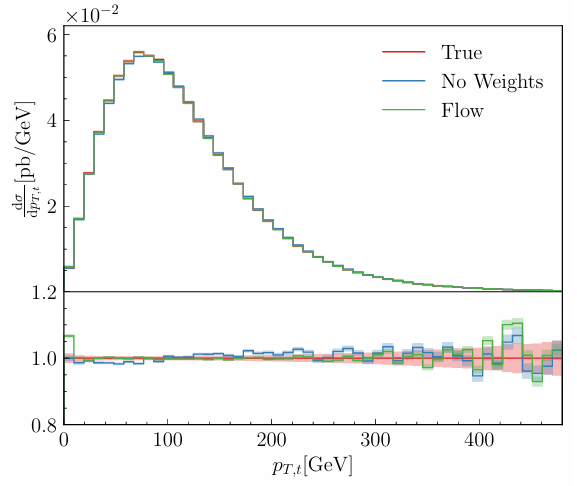 ×10⁻²
6
True
No Weights
4
Flow
dσ/dp_{T,t} [pb/GeV]
2
1.2
1.0
0.8
0 100 200 300 400
p_{T,t}[GeV]